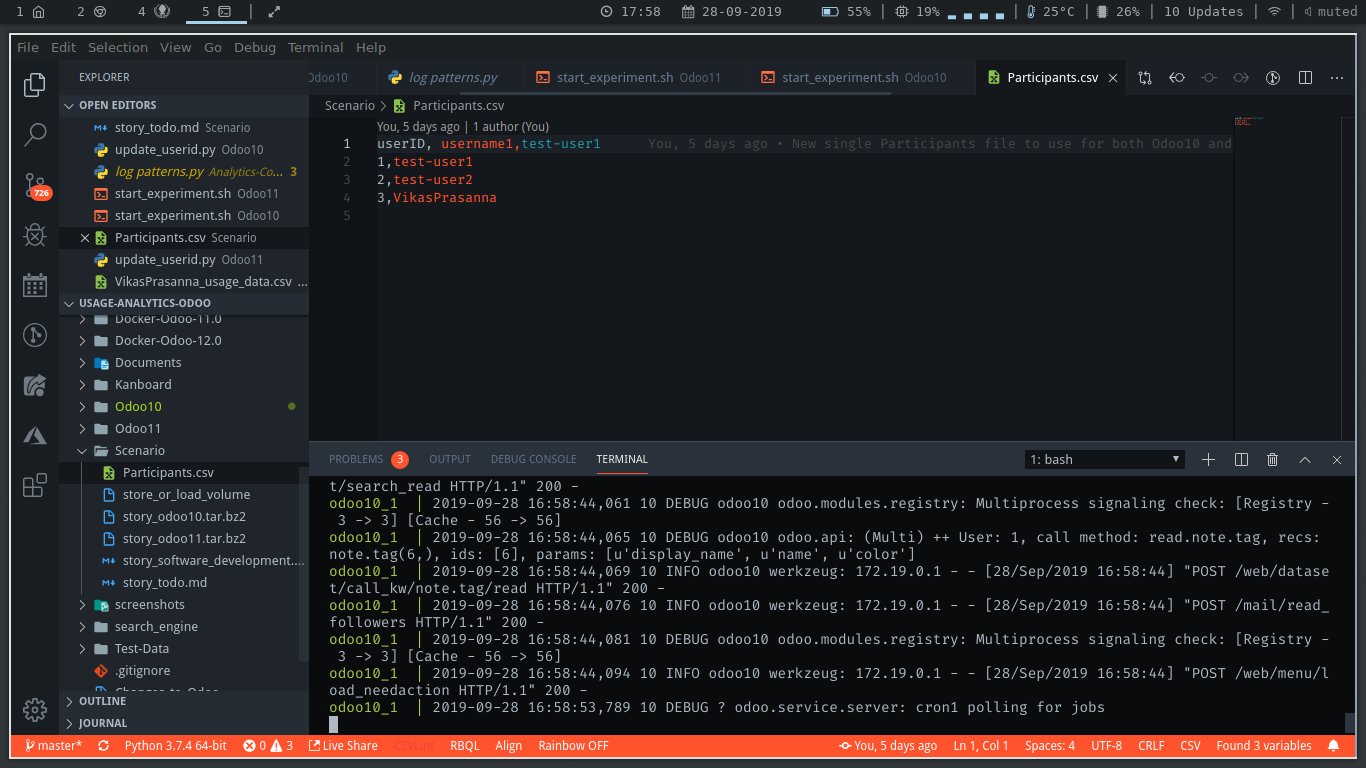 1 2 4 5 17:58 28-09-2019 55% 19% 25°C 26% 10 Updates muted
File Edit Selection View Go Debug Terminal Help
EXPLORER
Odoo10 log patterns.py start_experiment.sh Odoo11 start_experiment.sh Odoo10 Participants.csv
OPEN EDITORS
story_todo.md Scenario
update_userid.py Odoo10
log patterns.py Analytics-Co... 3
start_experiment.sh Odoo11
start_experiment.sh Odoo10
Participants.csv Scenario
update_userid.py Odoo11
VikasPrasanna_usage_data.csv ...
726
USAGE-ANALYTICS-ODOO
Docker-Odoo-11.0
Docker-Odoo-12.0
Documents
Kanboard
Odoo10
Odoo11
Scenario
Participants.csv
store_or_load_volume
story_odoo10.tar.bz2
story_odoo11.tar.bz2
story_software_development....
story_todo.md
screenshots
search_engine
Test-Data
.gitignore
Changes_to_Odoo
OUTLINE
JOURNAL
Scenario > Participants.csv
You, 5 days ago | 1 author (You)
1 userID, username1,test-user1 You, 5 days ago • New single Participants file to use for both Odoo10 and
2 1,test-user1
3 2,test-user2
4 3,VikasPrasanna
5
PROBLEMS 3 OUTPUT DEBUG CONSOLE TERMINAL 1: bash
t/search_read HTTP/1.1" 200 -
odoo10_1 | 2019-09-28 16:58:44,061 10 DEBUG odoo10 odoo.modules.registry: Multiprocess signaling check: [Registry -
3 -> 3] [Cache - 56 -> 56]
odoo10_1 | 2019-09-28 16:58:44,065 10 DEBUG odoo10 odoo.api: (Multi) ++ User: 1, call method: read.note.tag, recs:
note.tag(6,), ids: [6], params: [u'display_name', u'name', u'color']
odoo10_1 | 2019-09-28 16:58:44,069 10 INFO odoo10 werkzeug: 172.19.0.1 - - [28/Sep/2019 16:58:44] "POST /web/datase
t/call_kw/note.tag/read HTTP/1.1" 200 -
odoo10_1 | 2019-09-28 16:58:44,076 10 INFO odoo10 werkzeug: 172.19.0.1 - - [28/Sep/2019 16:58:44] "POST /mail/read_
followers HTTP/1.1" 200 -
odoo10_1 | 2019-09-28 16:58:44,081 10 DEBUG odoo10 odoo.modules.registry: Multiprocess signaling check: [Registry -
3 -> 3] [Cache - 56 -> 56]
odoo10_1 | 2019-09-28 16:58:44,094 10 INFO odoo10 werkzeug: 172.19.0.1 - - [28/Sep/2019 16:58:44] "POST /web/menu/l
oad_needaction HTTP/1.1" 200 -
odoo10_1 | 2019-09-28 16:58:53,789 10 DEBUG ? odoo.service.server: cron1 polling for jobs
master* Python 3.7.4 64-bit 0 3 Live Share CSVLint RBQL Align Rainbow OFF You, 5 days ago Ln 1, Col 1 Spaces: 4 UTF-8 CRLF CSV Found 3 variables